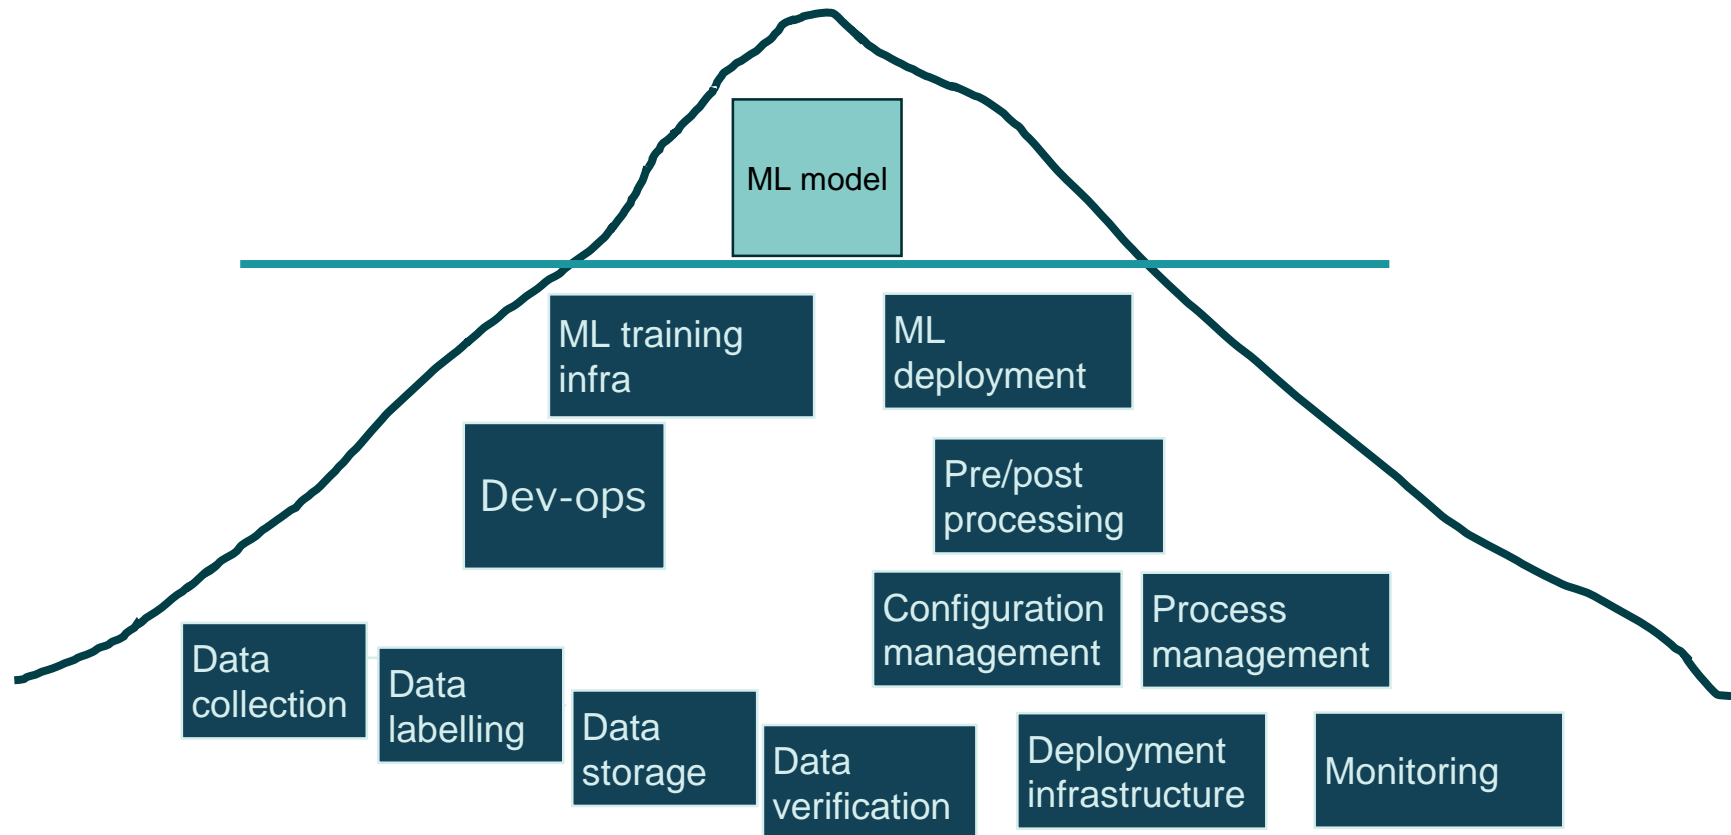 ML model
ML training
infra
ML
deployment
Dev-ops
Pre/post
processing
Configuration
management
Process
management
Data
collection
Data
labelling
Data
storage
Data
verification
Deployment
infrastructure
Monitoring